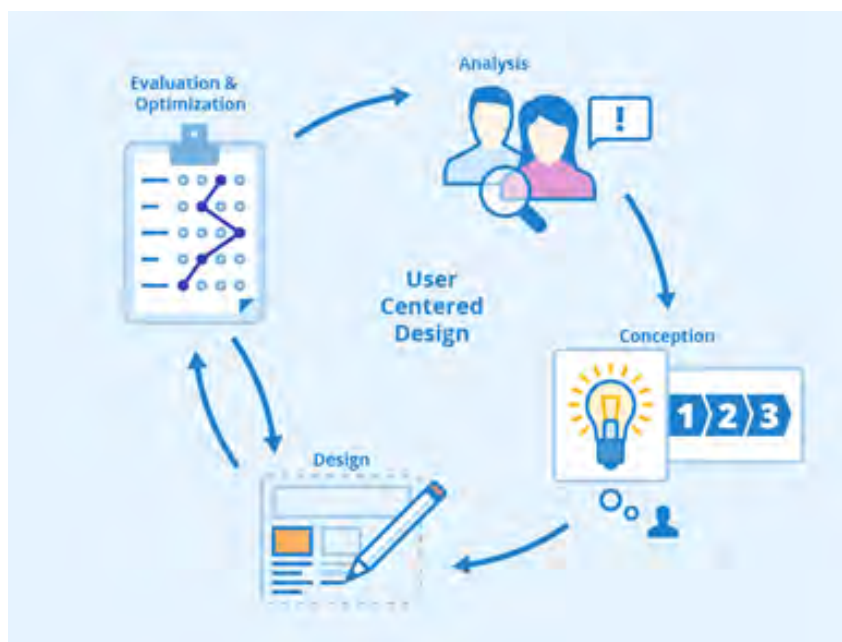 Evaluation &
Optimization
Analysis
!
User
Centered
Design
Conception
1 2 3
Design